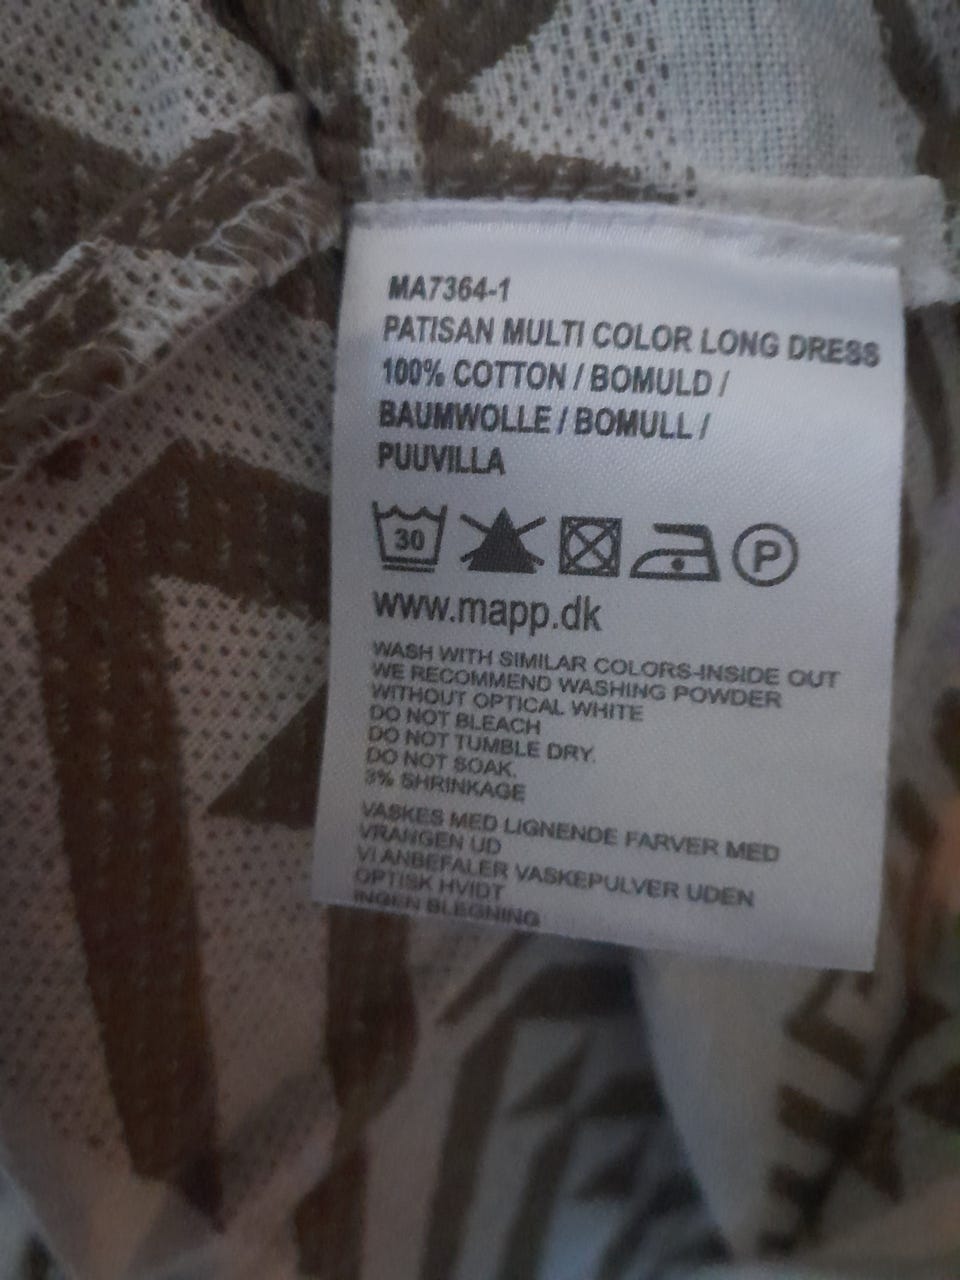 MA7364-1
PATISAN MULTI COLOR LONG DRESS
100% COTTON / BOMULD /
BAUMWOLLE / BOMULL /
PUUVILLA
30 P
www.mapp.dk
WASH WITH SIMILAR COLORS-INSIDE OUT
WE RECOMMEND WASHING POWDER
WITHOUT OPTICAL WHITE
DO NOT BLEACH
DO NOT TUMBLE DRY.
DO NOT SOAK.
3% SHRINKAGE
VASKES MED LIGNENDE FARVER MED
VRANGEN UD
VI ANBEFALER VASKEPULVER UDEN
OPTISK HVIDT
INGEN BLEGNING